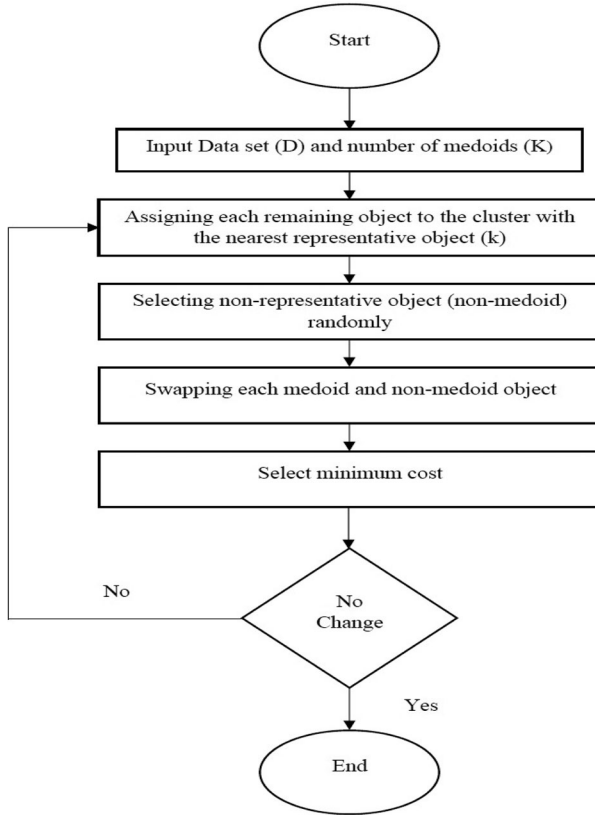 Start
Input Data set (D) and number of medoids (K)
Assigning each remaining object to the cluster with
the nearest representative object (k)
Selecting non-representative object (non-medoid)
randomly
Swapping each medoid and non-medoid object
Select minimum cost
No
No
Change
Yes
End